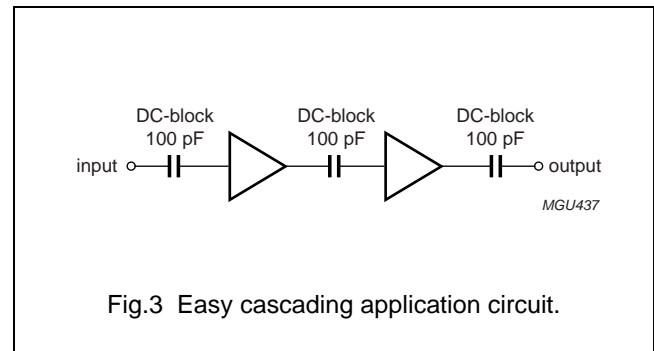 DC-block
100 pF
DC-block
100 pF
DC-block
100 pF
input
output
MGU437
Fig.3 Easy cascading application circuit.